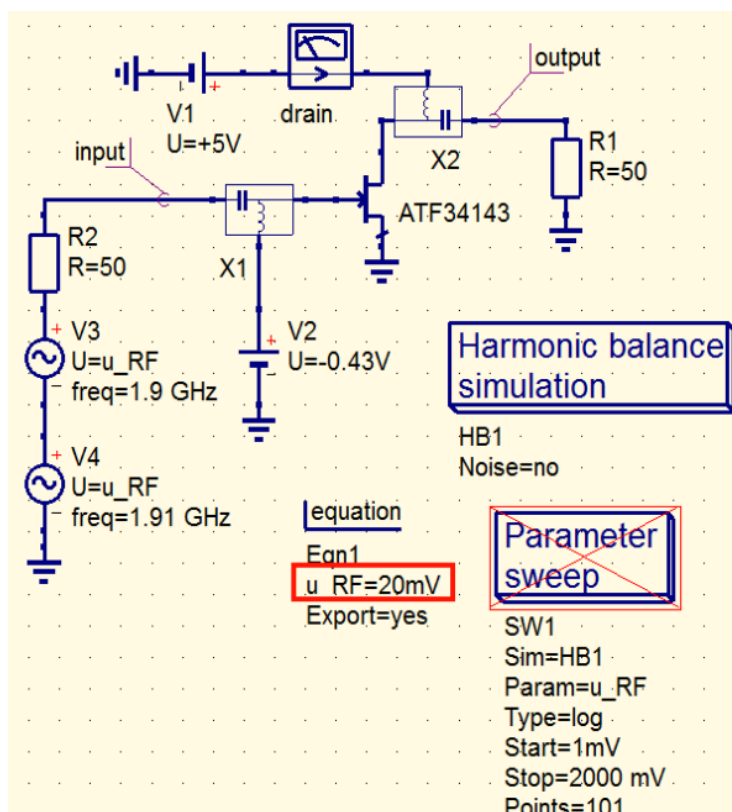 output
V1
U=+5V
drain
X2
R1
R=50
input
ATF34143
R2
R=50
X1
V3
U=u_RF
freq=1.9 GHz
V2
U=-0.43V
Harmonic balance
simulation
HB1
Noise=no
V4
U=u_RF
freq=1.91 GHz
equation
Eqn1
u_RF=20mV
Export=yes
Parameter
sweep
SW1
Sim=HB1
Param=u_RF
Type=log
Start=1mV
Stop=2000 mV
Points=101